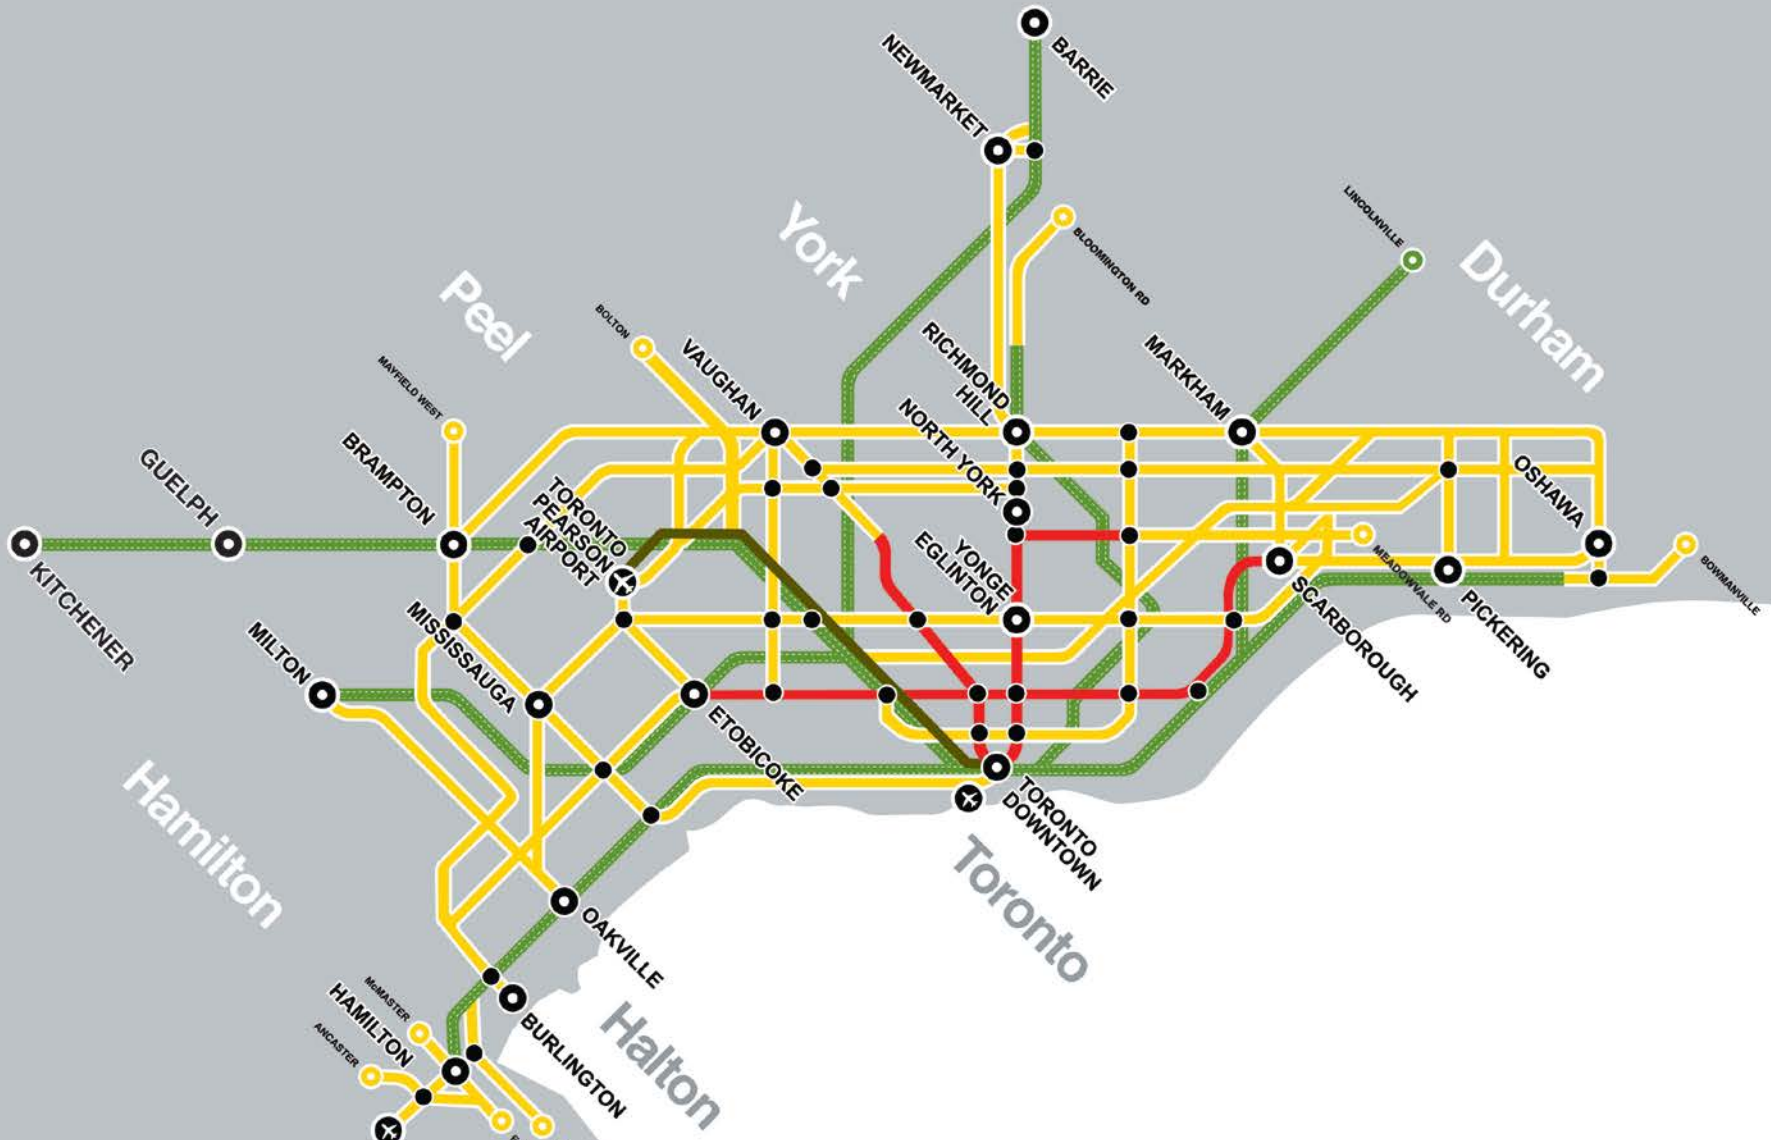 BARRIE
NEWMARKET
LINCOLNVILLE
York
BLOOMINGTON RD
Durham
Peel
BOLTON
VAUGHAN
RICHMOND
HILL
MARKHAM
MAYFIELD WEST
NORTH YORK
BRAMPTON
GUELPH
OSHAWA
TORONTO
PEARSON
AIRPORT
YONGE
EGLINTON
KITCHENER
MEADOWVALE RD
BOWMANVILLE
MISSISSAUGA
MILTON
SCARBOROUGH
PICKERING
ETOBICOKE
Hamilton
TORONTO
DOWNTOWN
Toronto
OAKVILLE
McMASTER
HAMILTON
ANCASTER
BURLINGTON
Halton